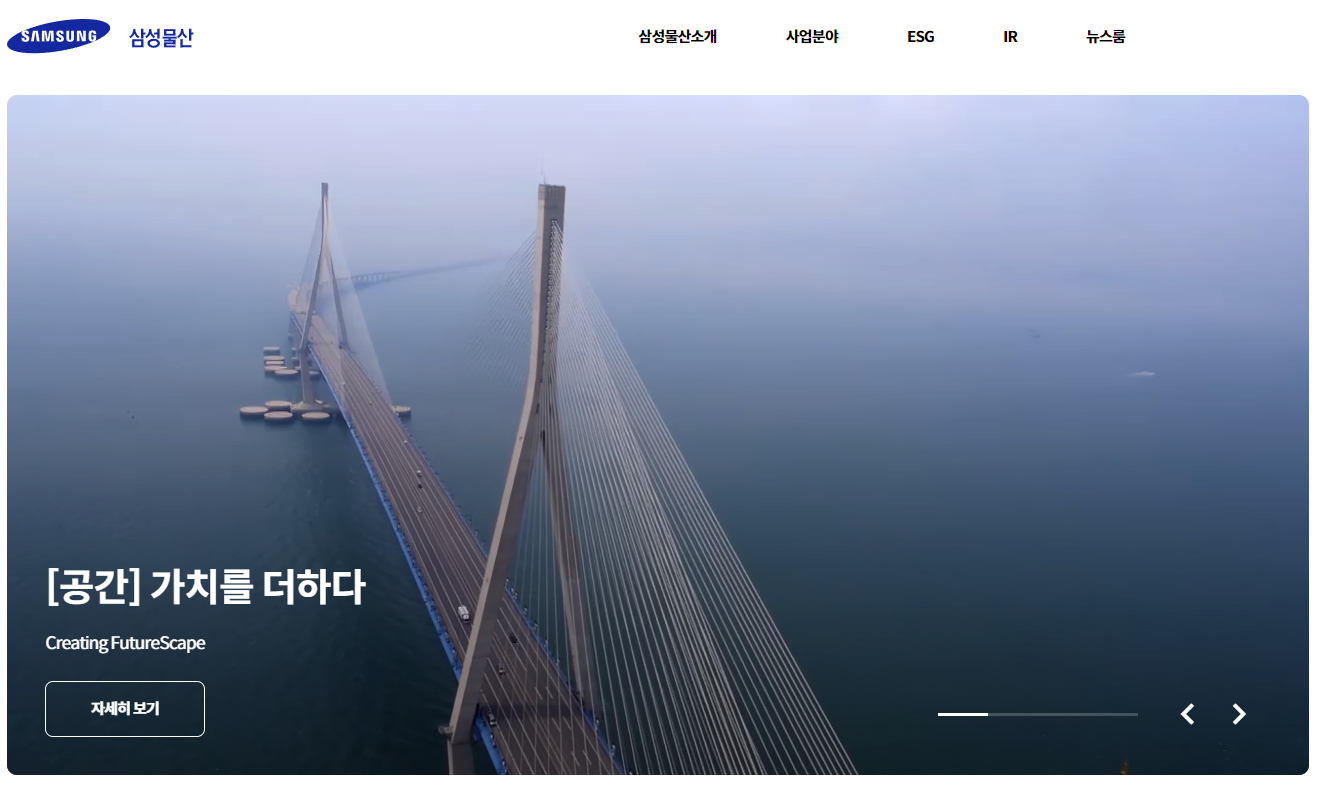 SAMSUNG 삼성물산
삼성물산소개 사업분야 ESG IR 뉴스룸
[공간] 가치를 더하다
Creating FutureScape
자세히 보기